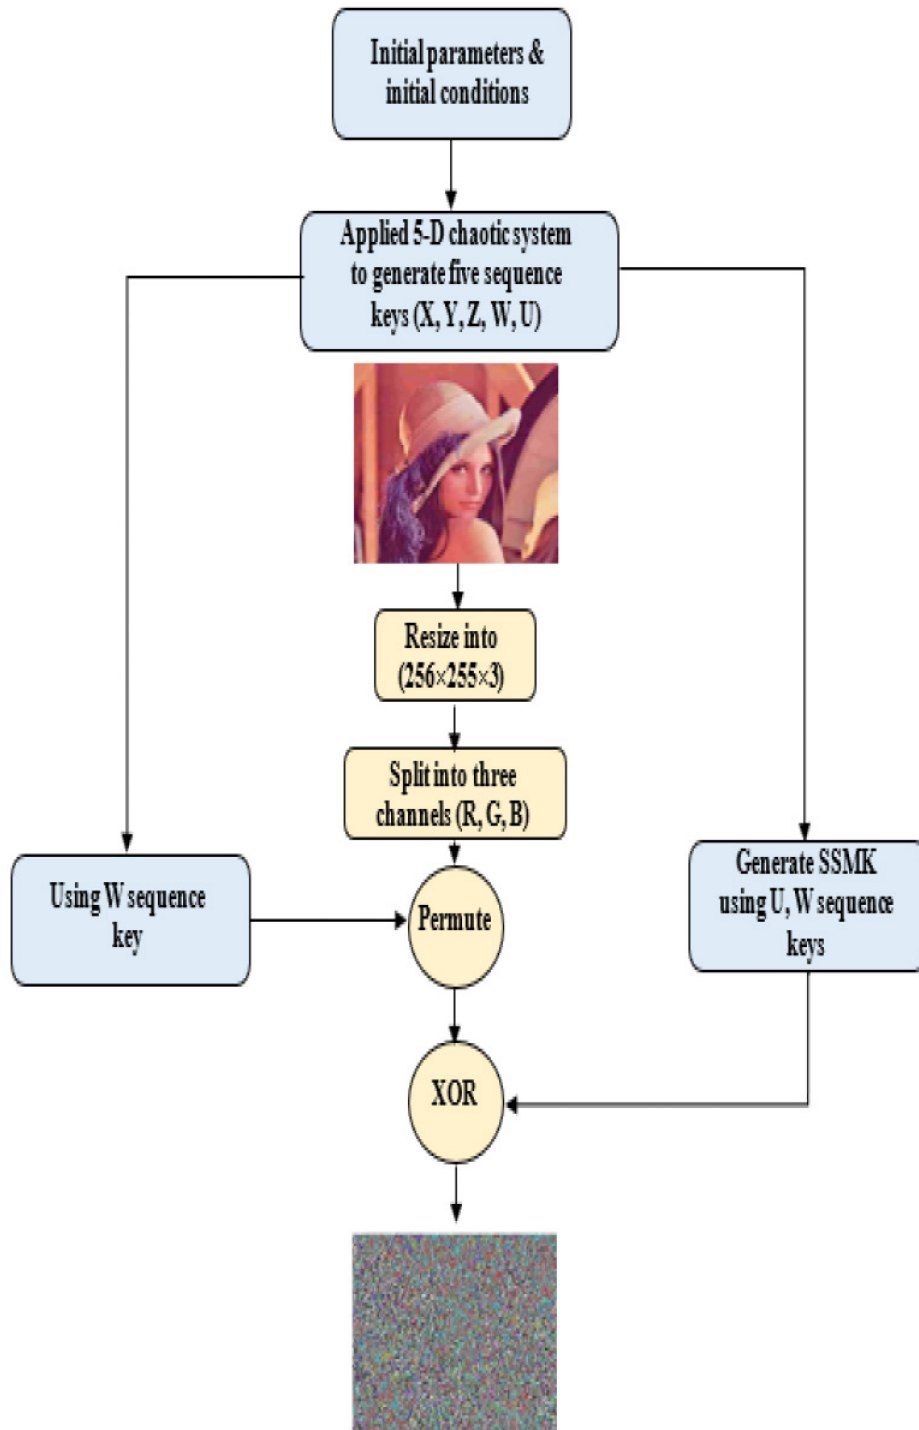 Initial parameters &
initial conditions
Applied 5-D chaotic system
to generate five sequence
keys (X, Y, Z, W, U)
Resize into
(256×255×3)
Split into three
channels (R, G, B)
Using W sequence
key
Permute
Generate SSMK
using U, W sequence
keys
XOR